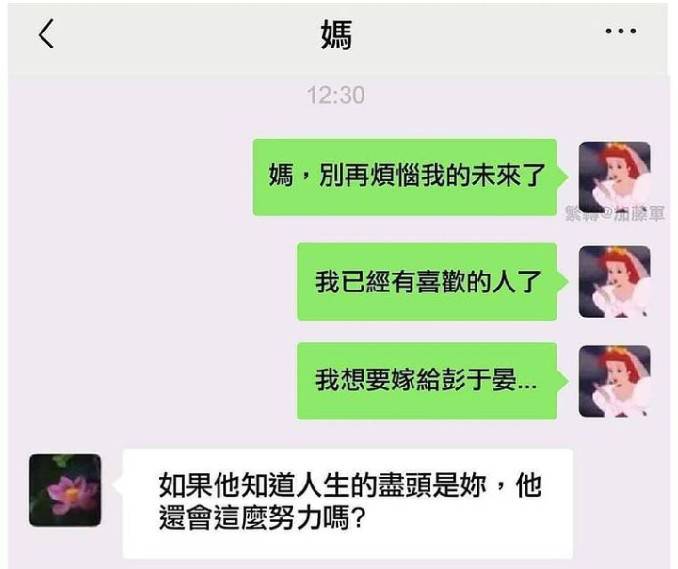 媽
12:30
媽，別再煩惱我的未來了
繁轉@加藤軍
我已經有喜歡的人了
我想要嫁給彭于晏...
如果他知道人生的盡頭是妳，他
還會這麼努力嗎?